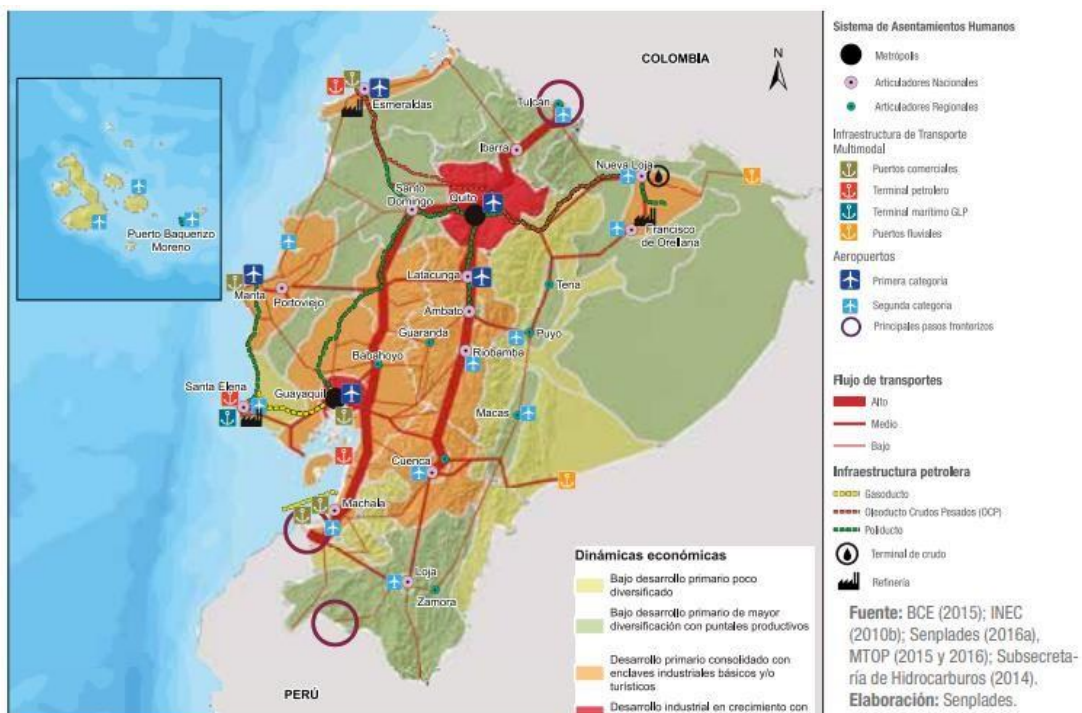 COLOMBÍA
N
Esmeraldas
Tulcán
Ibarra
Nueva Loja
Santo
Domingo
Quito
Francisco
de Orellana
Puerto Baquerizo
Moreno
Latacunga
Tena
Manta
Portoviejo
Ambato
Guaranda
Puyo
Babahoyo
Riobamba
Santa Elena
Guayaquil
Macas
Cuenca
Machala
Loja
Zamora
PERÚ
Dinámicas económicas
Bajo desarrollo primario poco
diversificado
Bajo desarrollo primario de mayor
diversificación con puntales productivos
Desarrollo primario consolidado con
enclaves industriales básicos y/o
turísticos
Desarrollo industrial en crecimiento con
Sistema de Asentamientos Humanos
Metrópolis
Articuladores Nacionales
Articuladores Regionales
Infraestructura de Transporte
Multimodal
Puertos comerciales
Terminal petrolero
Terminal marítimo GLP
Puertos fluviales
Aeropuertos
Primera categoría
Segunda categoría
Principales pasos fronterizos
Flujo de transportes
Alto
Medio
Bajo
Infraestructura petrolera
Gasoducto
Oleoducto Crudos Pesados (OCP)
Poliducto
Terminal de crudo
Refinería
Fuente: BCE (2015); INEC
(2010b); Senplades (2016a),
MTOP (2015 y 2016); Subsecreta-
ría de Hidrocarburos (2014).
Elaboración: Senplades.